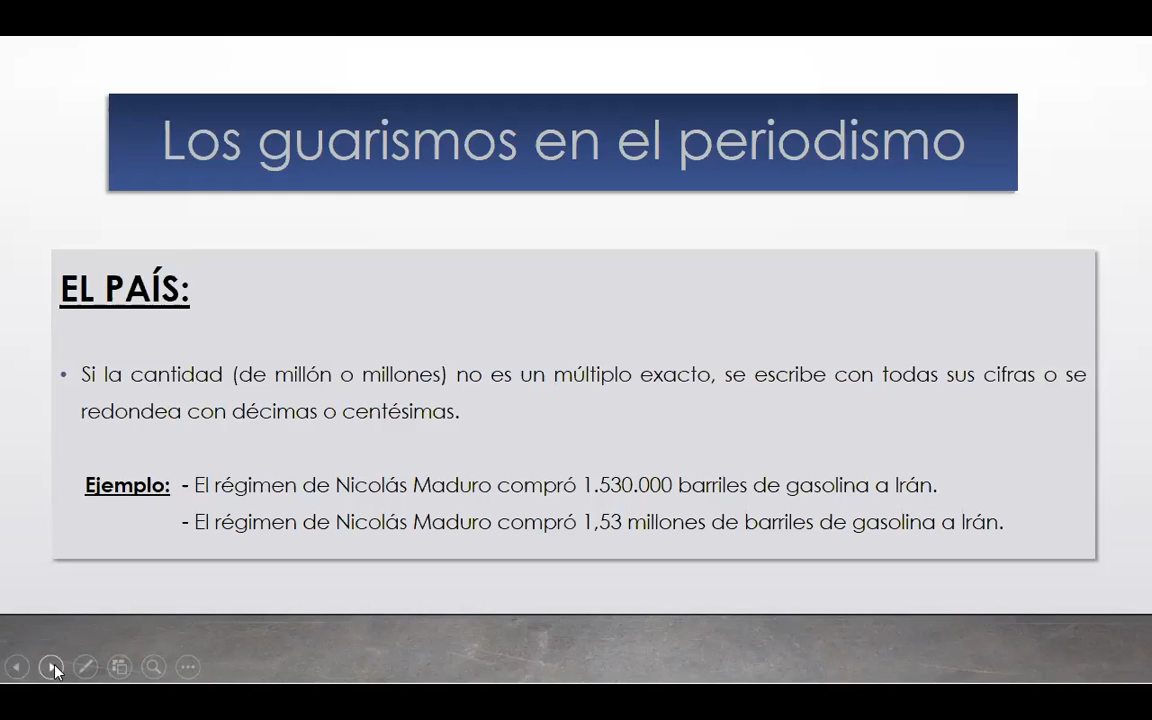 Los guarismos en el periodismo
EL PAÍS:
• Si la cantidad (de millón o millones) no es un múltiplo exacto, se escribe con todas sus cifras o se
redondea con décimas o centésimas.
Ejemplo: - El régimen de Nicolás Maduro compró 1.530.000 barriles de gasolina a Irán.
- El régimen de Nicolás Maduro compró 1,53 millones de barriles de gasolina a Irán.